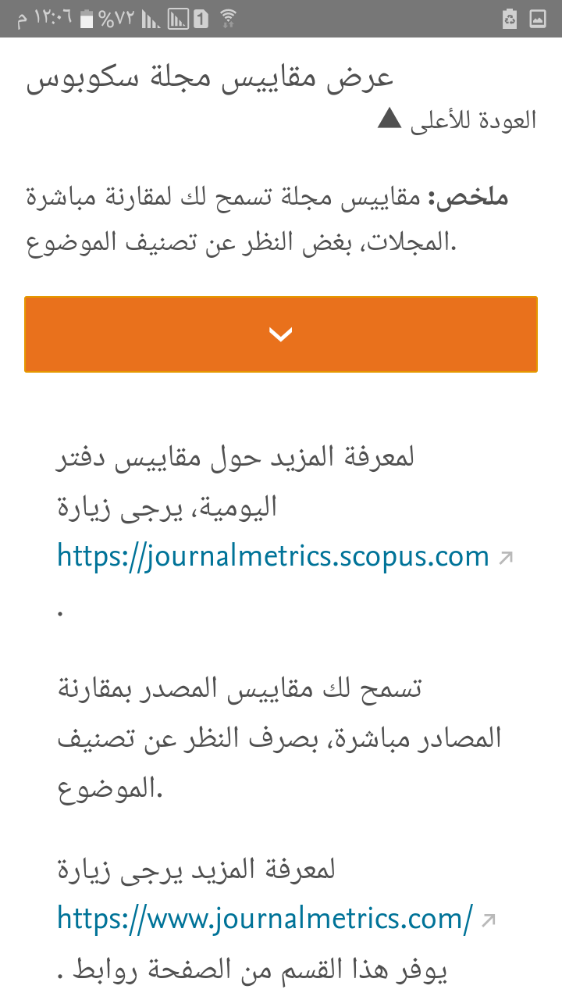 ١٢:٠٦ م %٧٢ 1
عرض مقاييس مجلة سكوبوس
العودة للأعلى ▲
ملخص: مقاييس مجلة تسمح لك لمقارنة مباشرة
المجلات، بغض النظر عن تصنيف الموضوع.
لمعرفة المزيد حول مقاييس دفتر
اليومية، يرجى زيارة
https://journalmetrics.scopus.com
.
تسمح لك مقاييس المصدر بمقارنة
المصادر مباشرة، بصرف النظر عن تصنيف
الموضوع.
لمعرفة المزيد يرجى زيارة
https://www.journalmetrics.com/
يوفر هذا القسم من الصفحة روابط .